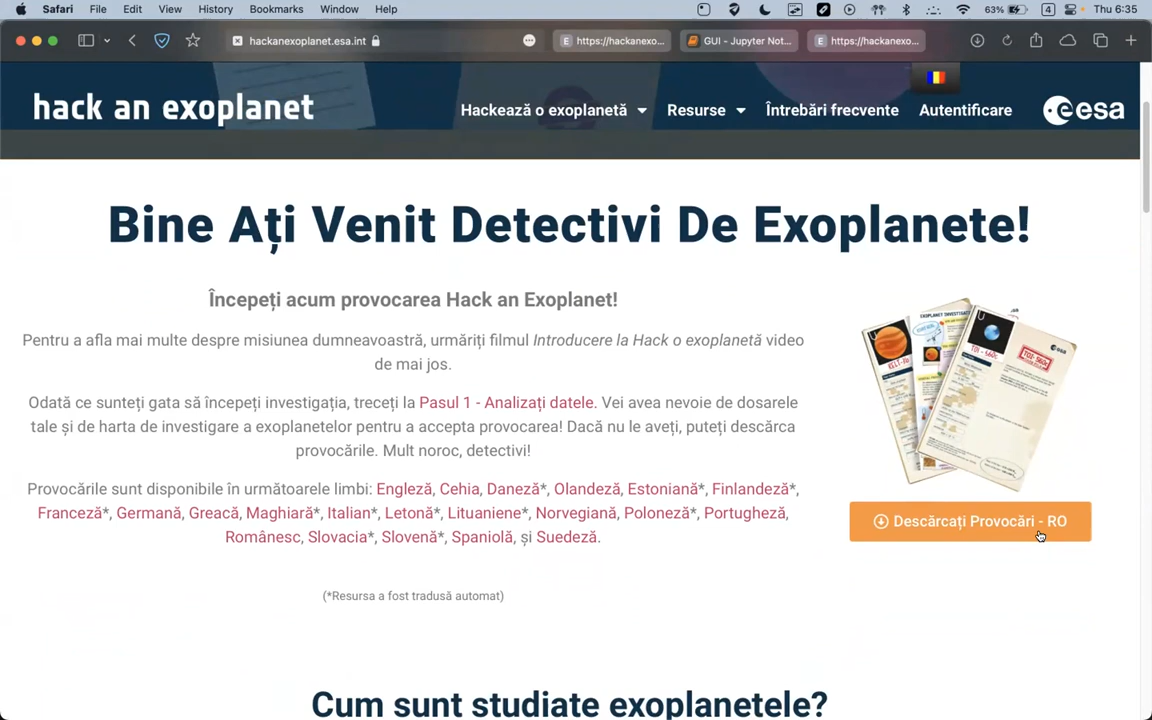 Safari File Edit View History Bookmarks Window Help 63% 4 Thu 6:35
hackanexoplanet.esa.int https://hackanexo... GUI - Jupyter Not... https://hackanexo...
hack an exoplanet Hackează o exoplanetă Resurse Întrebări frecvente Autentificare esa
Bine Ați Venit Detectivi De Exoplanete!
Începeți acum provocarea Hack an Exoplanet!
Pentru a afla mai multe despre misiunea dumneavoastră, urmăriți filmul Introducere la Hack o exoplanetă video
de mai jos.
Odată ce sunteți gata să începeți investigația, treceți la Pasul 1 - Analizați datele. Vei avea nevoie de dosarele
tale și de harta de investigare a exoplanetelor pentru a accepta provocarea! Dacă nu le aveți, puteți descărca
provocările. Mult noroc, detectivi!
Provocările sunt disponibile în următoarele limbi: Engleză, Cehia, Daneză*, Olandeză, Estoniană*, Finlandeză*,
Franceză*, Germană, Greacă, Maghiară*, Italian*, Letonă*, Lituaniene*, Norvegiană, Poloneză*, Portugheză,
Românesc, Slovacia*, Slovenă*, Spaniolă, și Suedeză.
(*Resursa a fost tradusă automat)
EXOPLANET
esa
TOI-560c
Descărcați Provocări - RO
Cum sunt studiate exoplanetele?